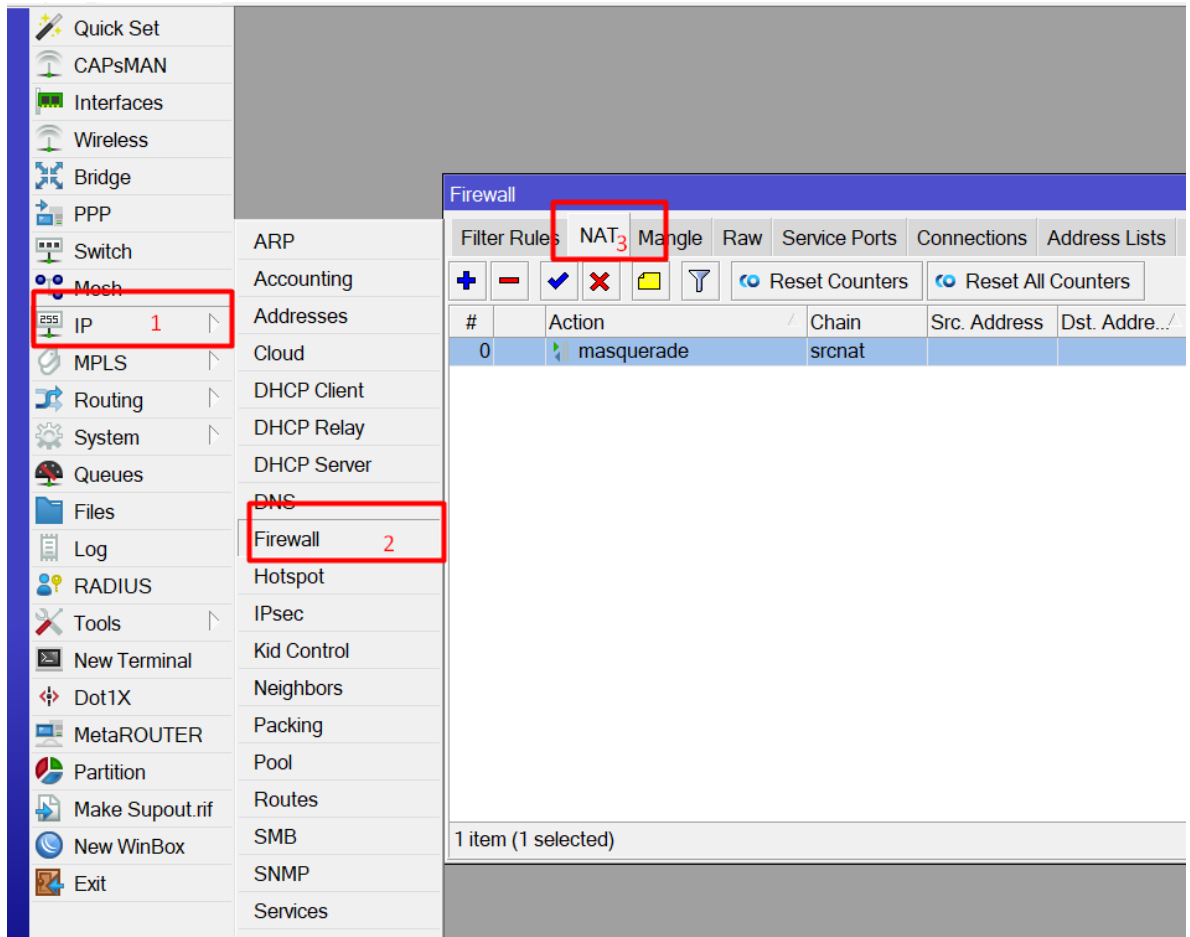 Quick Set
CAPsMAN
Interfaces
Wireless
Bridge
PPP
Switch
Mesh
IP 1
MPLS
Routing
System
Queues
Files
Log
RADIUS
Tools
New Terminal
Dot1X
MetaROUTER
Partition
Make Supout.rif
New WinBox
Exit
ARP
Accounting
Addresses
Cloud
DHCP Client
DHCP Relay
DHCP Server
DNS
Firewall 2
Hotspot
IPsec
Kid Control
Neighbors
Packing
Pool
Routes
SMB
SNMP
Services
Firewall
Filter Rules NAT 3 Mangle Raw Service Ports Connections Address Lists
Reset Counters Reset All Counters
# Action Chain Src. Address Dst. Addre...
0 masquerade srcnat
1 item (1 selected)